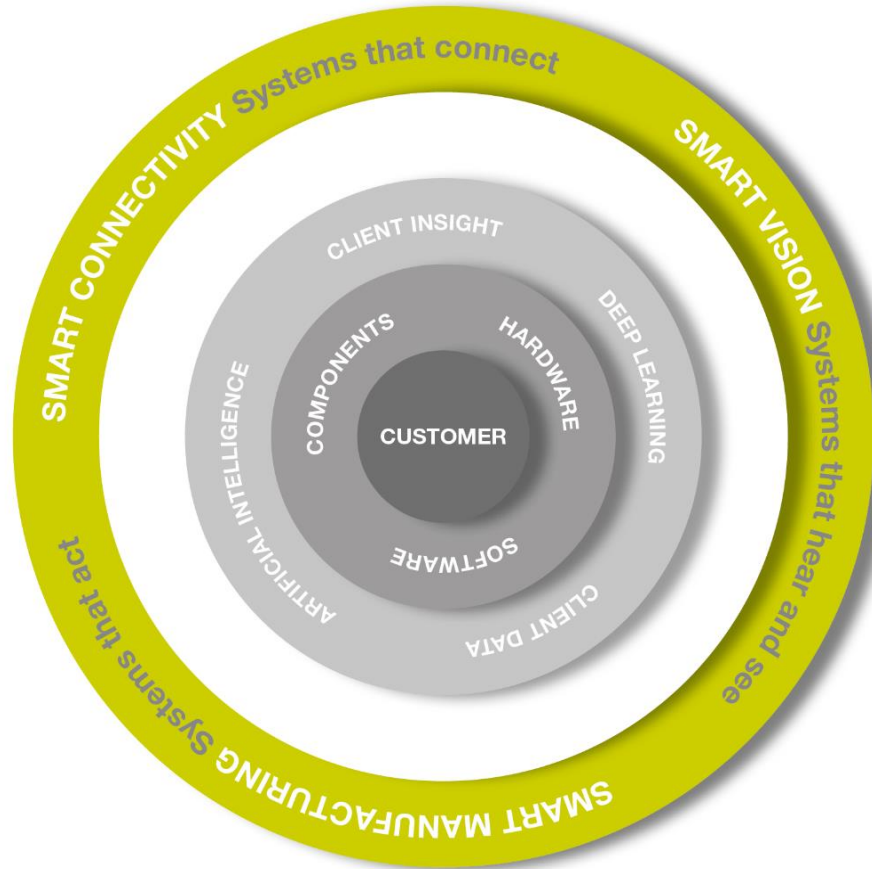 SMART CONNECTIVITY Systems that connect
SMART VISION Systems that hear and see
SMART MANUFACTURING Systems that act
CLIENT INSIGHT
DEEP LEARNING
CLIENT DATA
ARTIFICIAL INTELLIGENCE
COMPONENTS
HARDWARE
SOFTWARE
CUSTOMER